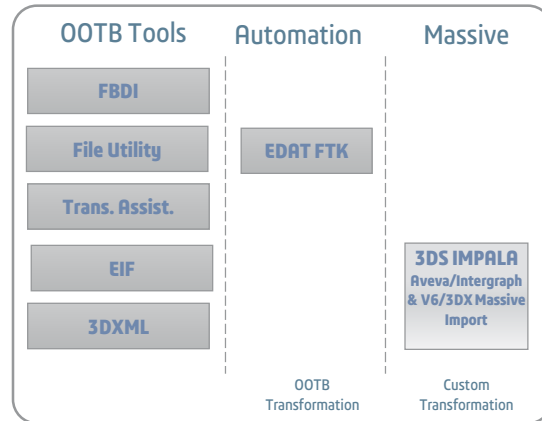 OOTB Tools
Automation
Massive
FBDI
File Utility
EDAT FTK
Trans. Assist.
EIF
3DXML
3DS IMPALA
Aveva/Intergraph
& V6/3DX Massive
Import
OOTB
Transformation
Custom
Transformation